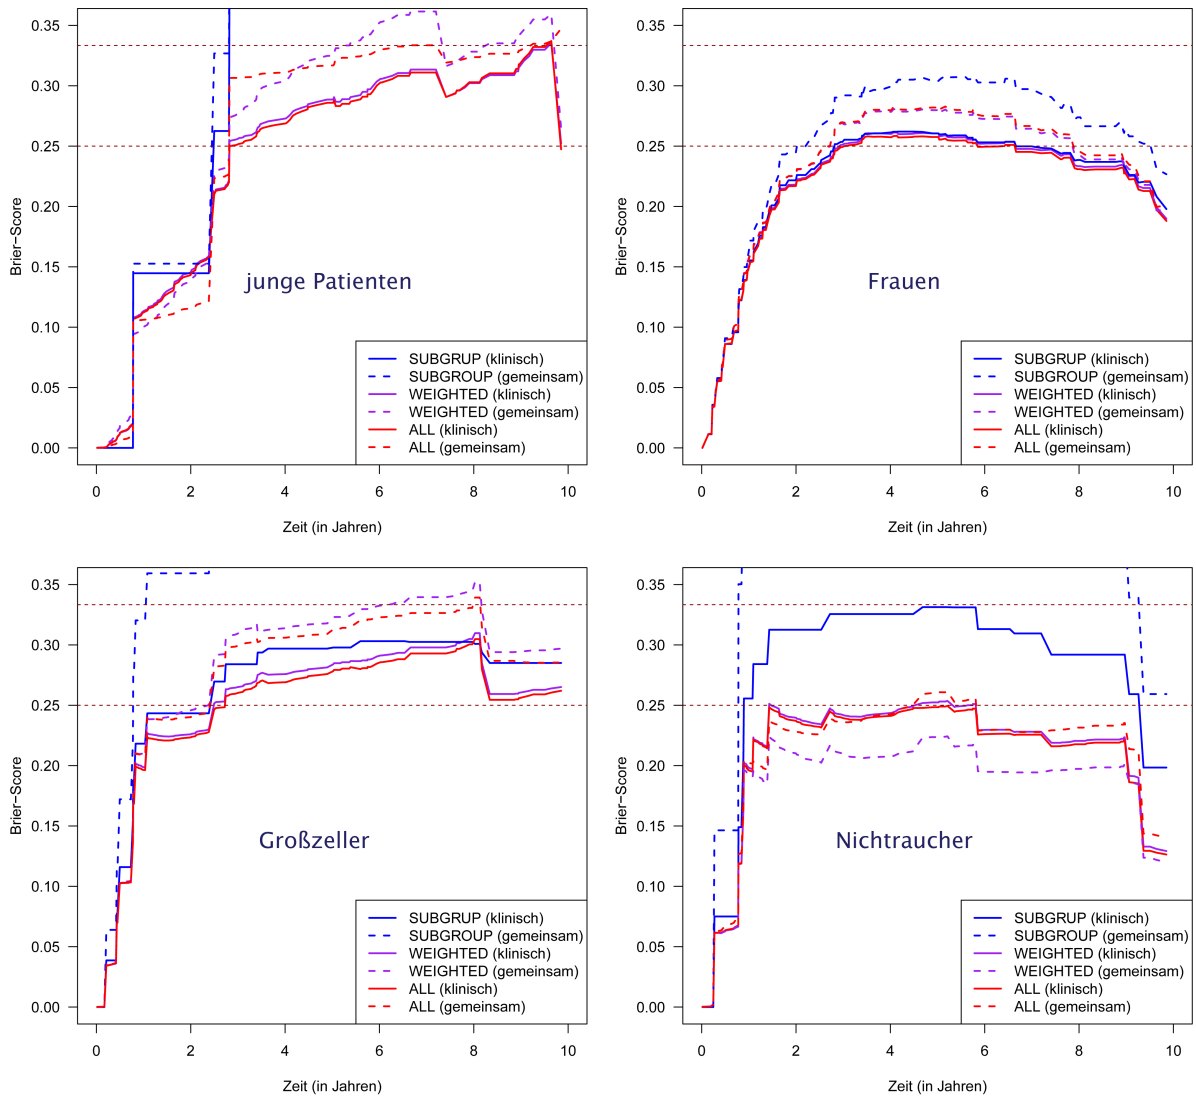 0.35
0.30
0.25
0.20
0.15
0.10
0.05
0.00
Brier−Score
junge Patienten
SUBGRUP (klinisch)
SUBGROUP (gemeinsam)
WEIGHTED (klinisch)
WEIGHTED (gemeinsam)
ALL (klinisch)
ALL (gemeinsam)
0 2 4 6 8 10
Zeit (in Jahren)
0.35
0.30
0.25
0.20
0.15
0.10
0.05
0.00
Brier−Score
Frauen
SUBGRUP (klinisch)
SUBGROUP (gemeinsam)
WEIGHTED (klinisch)
WEIGHTED (gemeinsam)
ALL (klinisch)
ALL (gemeinsam)
0 2 4 6 8 10
Zeit (in Jahren)
0.35
0.30
0.25
0.20
0.15
0.10
0.05
0.00
Brier−Score
Großzeller
SUBGRUP (klinisch)
SUBGROUP (gemeinsam)
WEIGHTED (klinisch)
WEIGHTED (gemeinsam)
ALL (klinisch)
ALL (gemeinsam)
0 2 4 6 8 10
Zeit (in Jahren)
0.35
0.30
0.25
0.20
0.15
0.10
0.05
0.00
Brier−Score
Nichtraucher
SUBGRUP (klinisch)
SUBGROUP (gemeinsam)
WEIGHTED (klinisch)
WEIGHTED (gemeinsam)
ALL (klinisch)
ALL (gemeinsam)
0 2 4 6 8 10
Zeit (in Jahren)